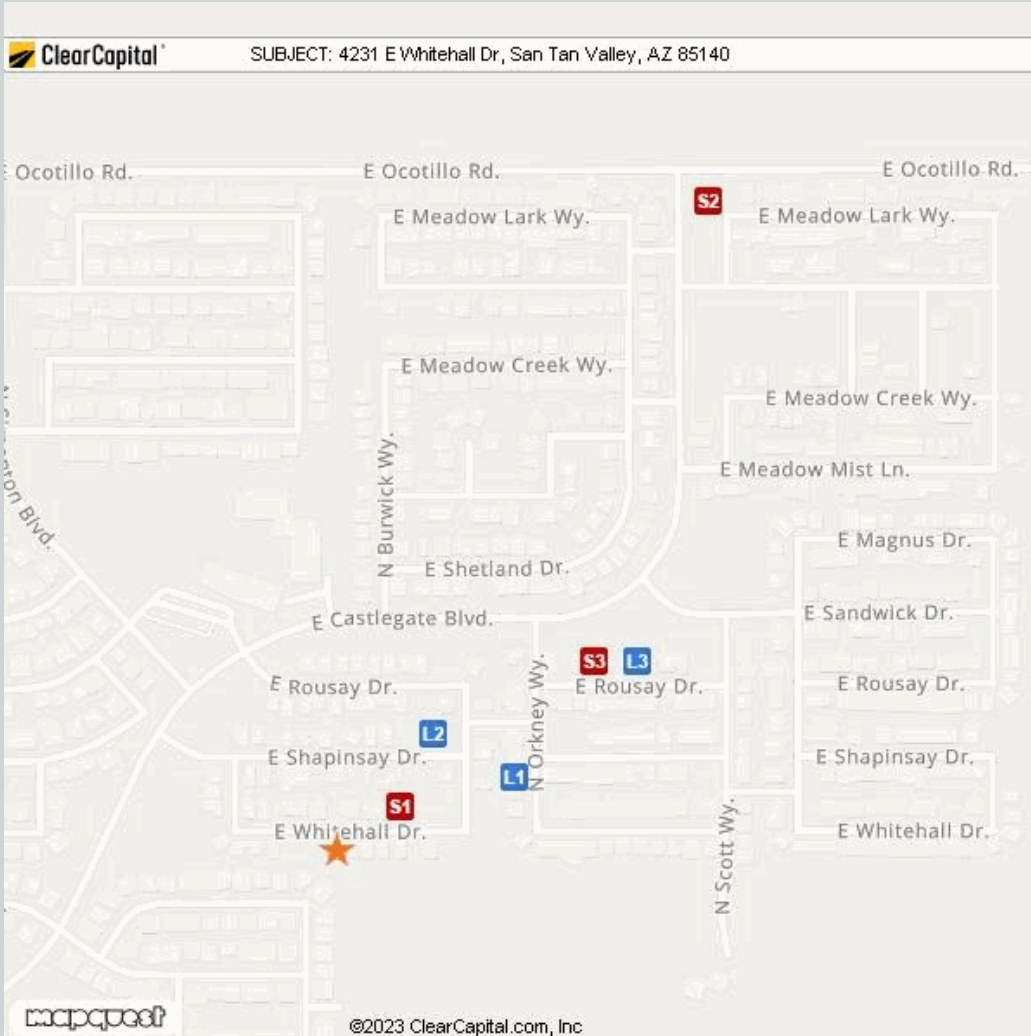 ClearCapital
SUBJECT: 4231 E Whitehall Dr, San Tan Valley, AZ 85140
E Ocotillo Rd.
E Ocotillo Rd.
E Ocotillo Rd.
S2
E Meadow Lark Wy.
E Meadow Lark Wy.
E Meadow Creek Wy.
E Meadow Creek Wy.
N Burwick Wy.
E Meadow Mist Ln.
Blvd.
E Magnus Dr.
E Shetland Dr.
E Sandwick Dr.
E Castlegate Blvd.
S3
L3
E Rousay Dr.
E Rousay Dr.
E Rousay Dr.
N Orkney Wy.
L2
E Shapinsay Dr.
E Shapinsay Dr.
L1
S1
E Whitehall Dr.
E Whitehall Dr.
N Scott Wy.
mapquest
©2023 ClearCapital.com, Inc